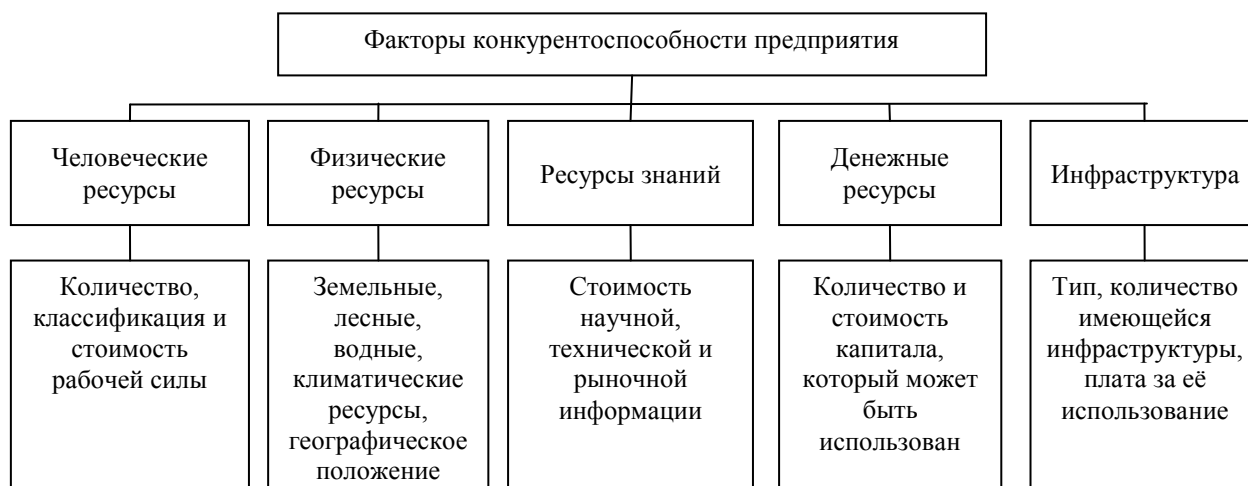 Факторы конкурентоспособности предприятия
Человеческие
ресурсы
Физические
ресурсы
Ресурсы знаний
Денежные
ресурсы
Инфраструктура
Количество,
классификация и
стоимость
рабочей силы
Земельные,
лесные,
водные,
климатические
ресурсы,
географическое
положение
Стоимость
научной,
технической и
рыночной
информации
Количество и
стоимость
капитала,
который может
быть
использован
Тип, количество
имеющейся
инфраструктуры,
плата за её
использование